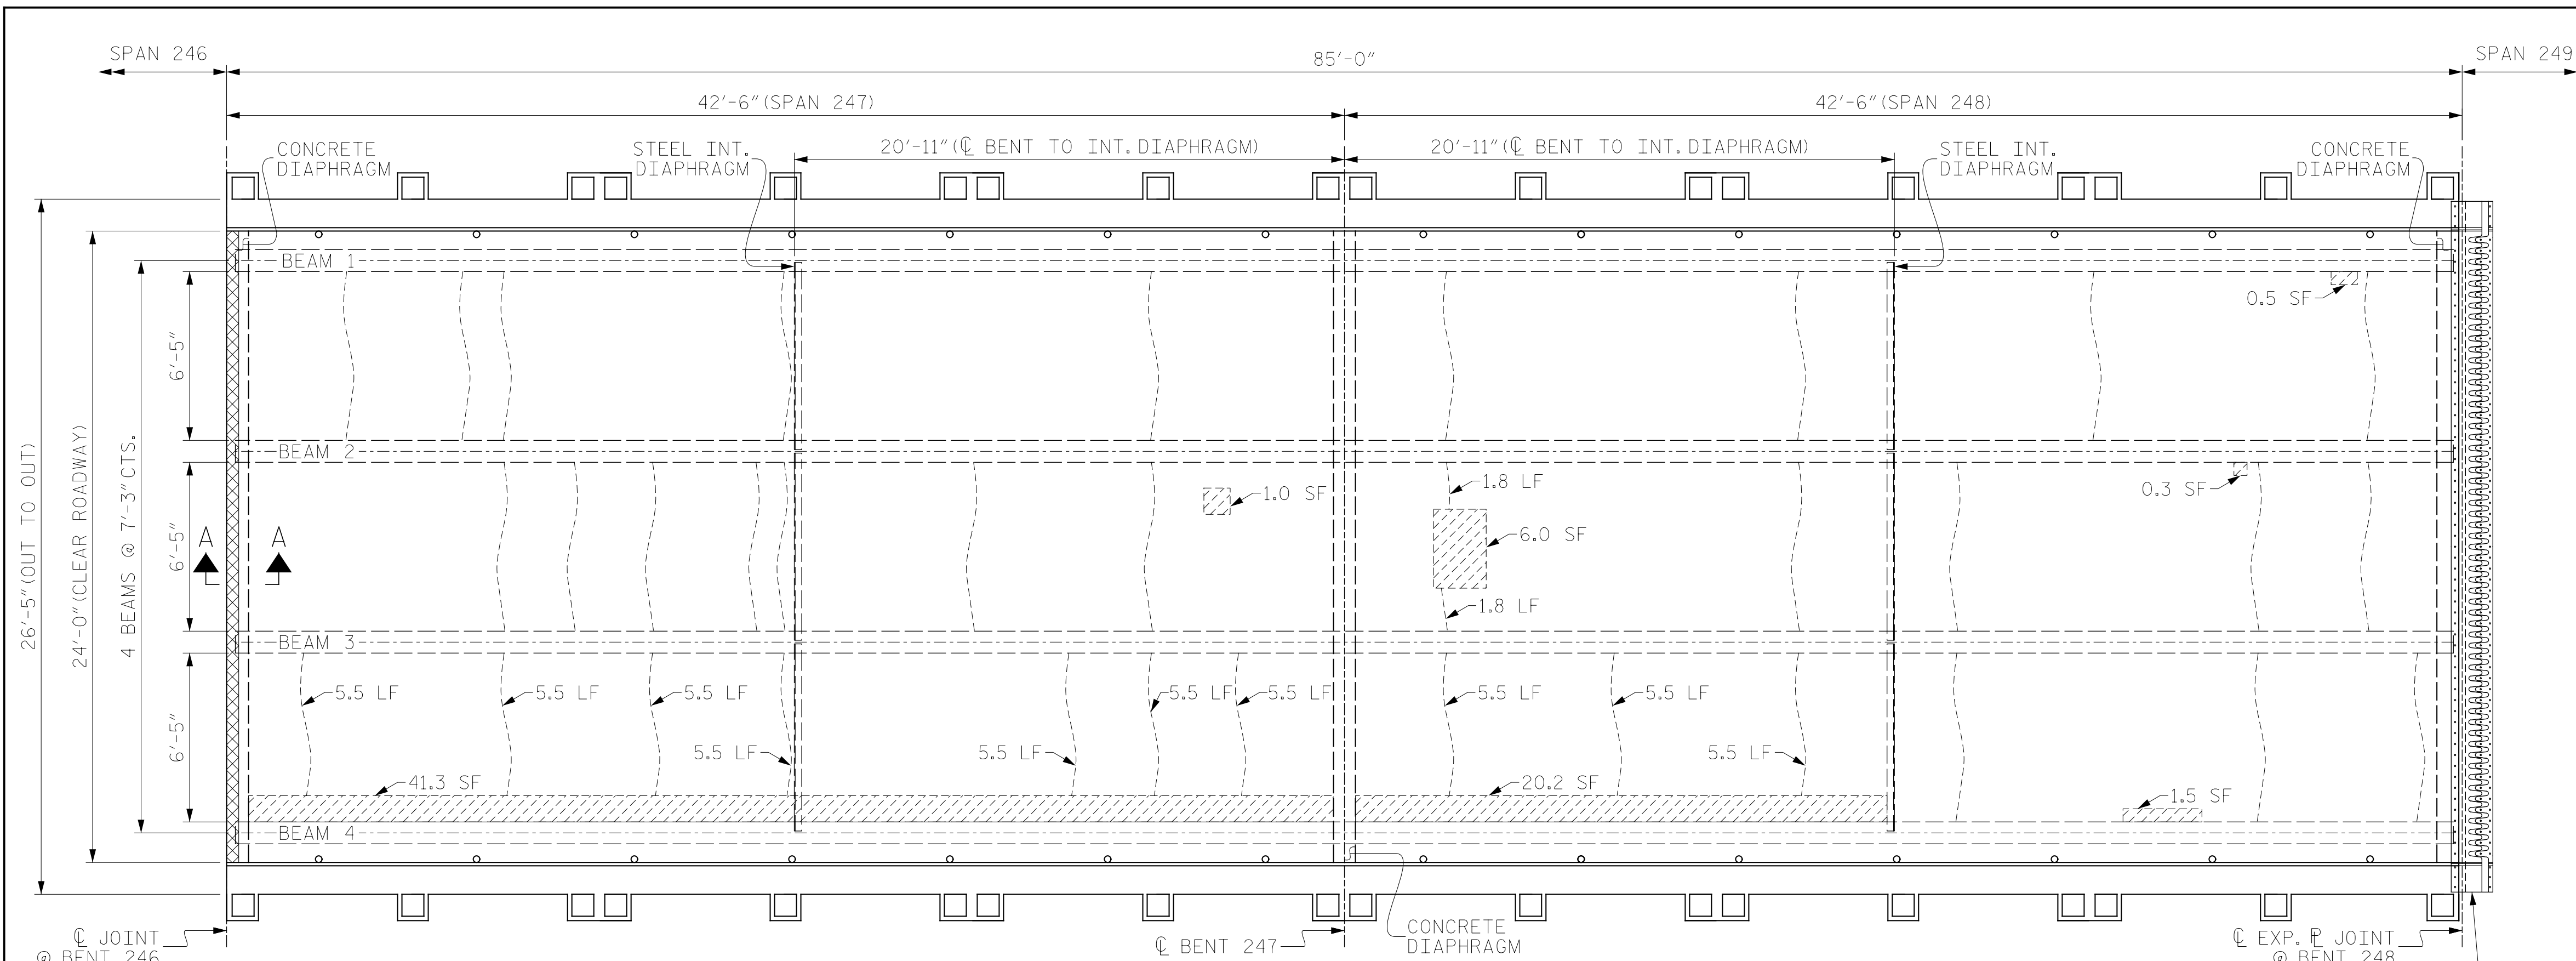 SPAN 246
85'-0"
SPAN 249
42'-6"(SPAN 247)
42'-6"(SPAN 248)
CONCRETE
DIAPHRAGM
STEEL INT.
DIAPHRAGM
20'-11"(℄ BENT TO INT. DIAPHRAGM)
20'-11"(℄ BENT TO INT. DIAPHRAGM)
STEEL INT.
DIAPHRAGM
CONCRETE
DIAPHRAGM
BEAM 1
0.5 SF
6'-5"
BEAM 2
1.8 LF
1.0 SF
0.3 SF
26'-5"(OUT TO OUT)
24'-0"(CLEAR ROADWAY)
4 BEAMS @ 7'-3" CTS.
6'-5"
A
A
6.0 SF
1.8 LF
BEAM 3
5.5 LF
5.5 LF
5.5 LF
5.5 LF
5.5 LF
5.5 LF
5.5 LF
6'-5"
5.5 LF
5.5 LF
5.5 LF
41.3 SF
20.2 SF
1.5 SF
BEAM 4
℄ JOINT
@ BENT 246
℄ BENT 247
CONCRETE
DIAPHRAGM
℄ EXP. ⅊ JOINT
@ BENT 248